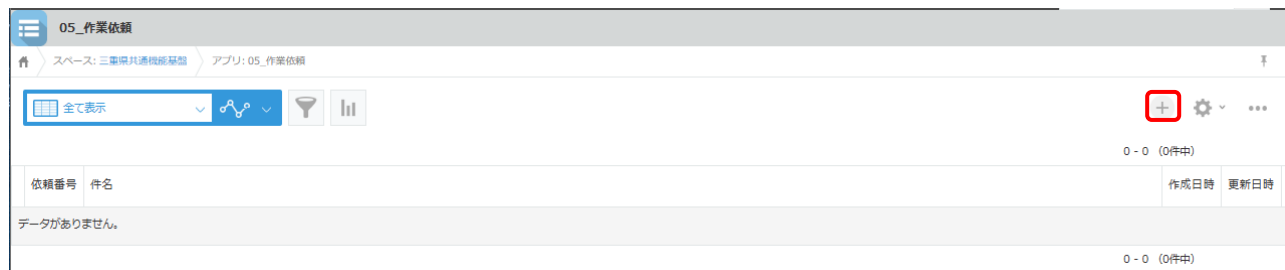 05_作業依頼
スペース: 三重県共通機能基盤 アプリ: 05_作業依頼
全て表示
0 - 0 (0件中)
依頼番号 件名 作成日時 更新日時
データがありません。
0 - 0 (0件中)